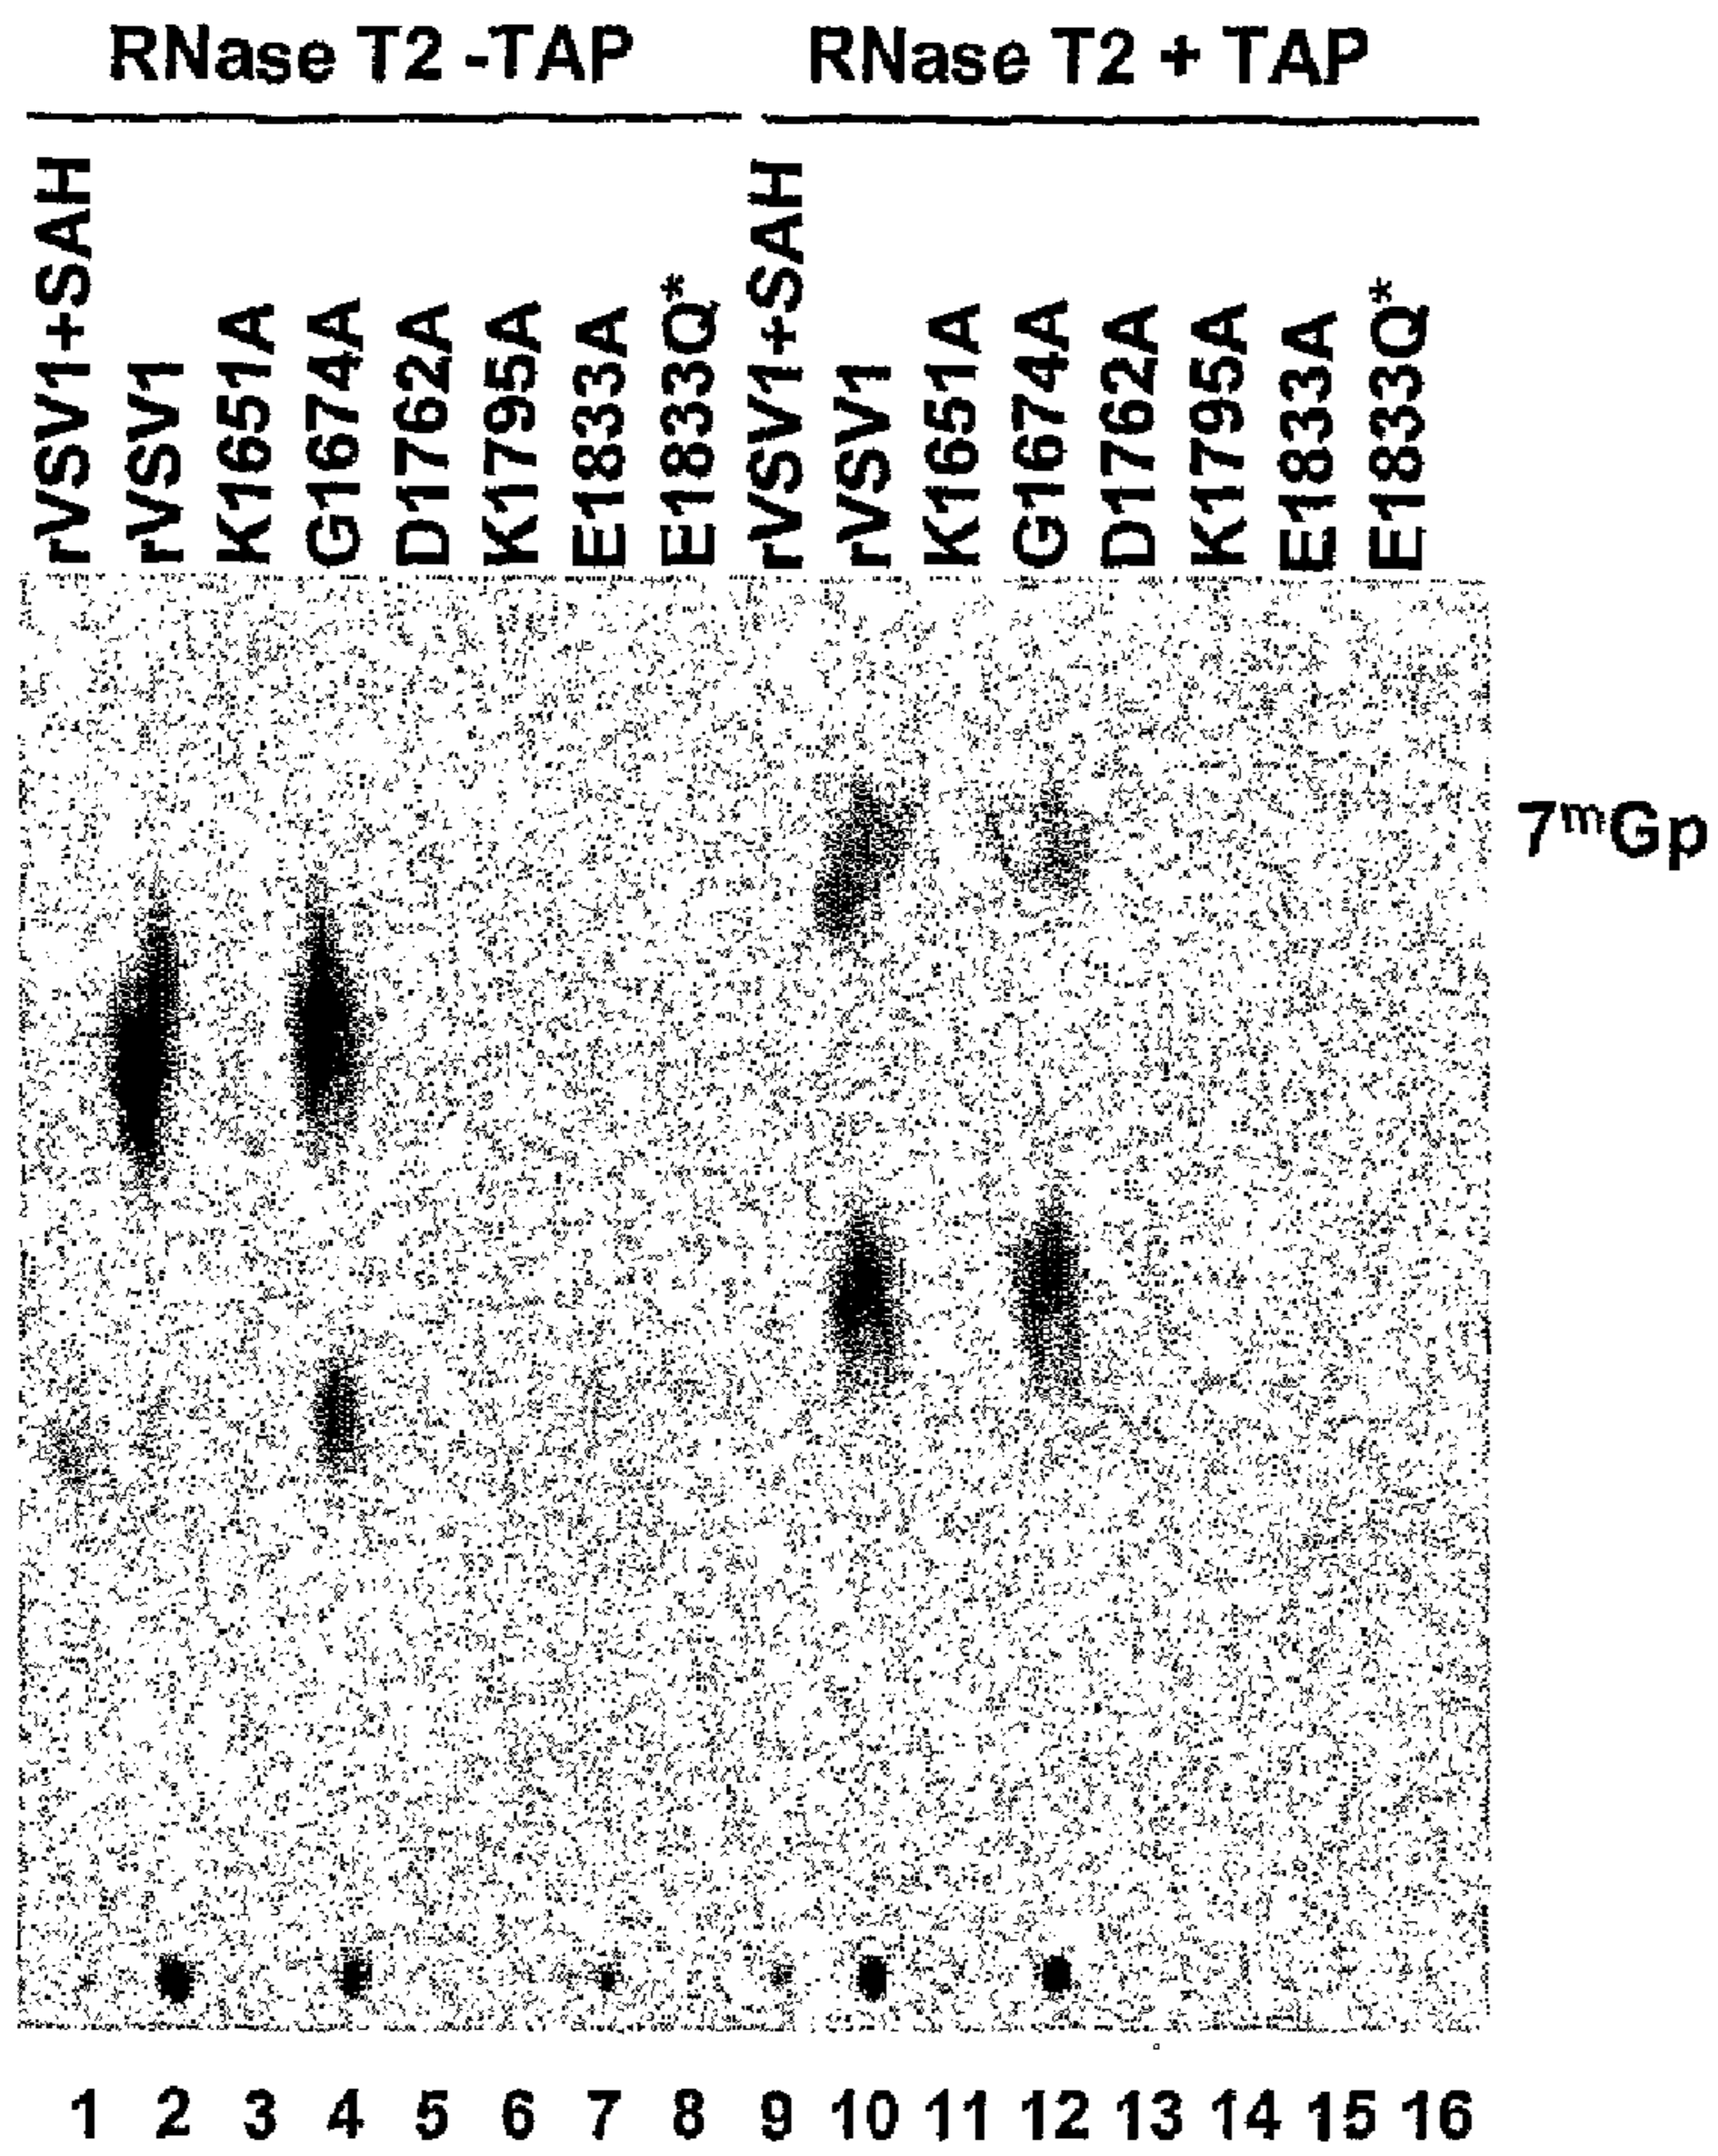 RNase T2 -TAP RNase T2 + TAP
rVSV1+SAH rVSV1 K1651A G1674A D1762A K1795A E1833A E1833Q* rVSV1+SAH rVSV1 K1651A G1674A D1762A K1795A E1833A E1833Q*
7ᵐGp
1 2 3 4 5 6 7 8 9 10 11 12 13 14 15 16